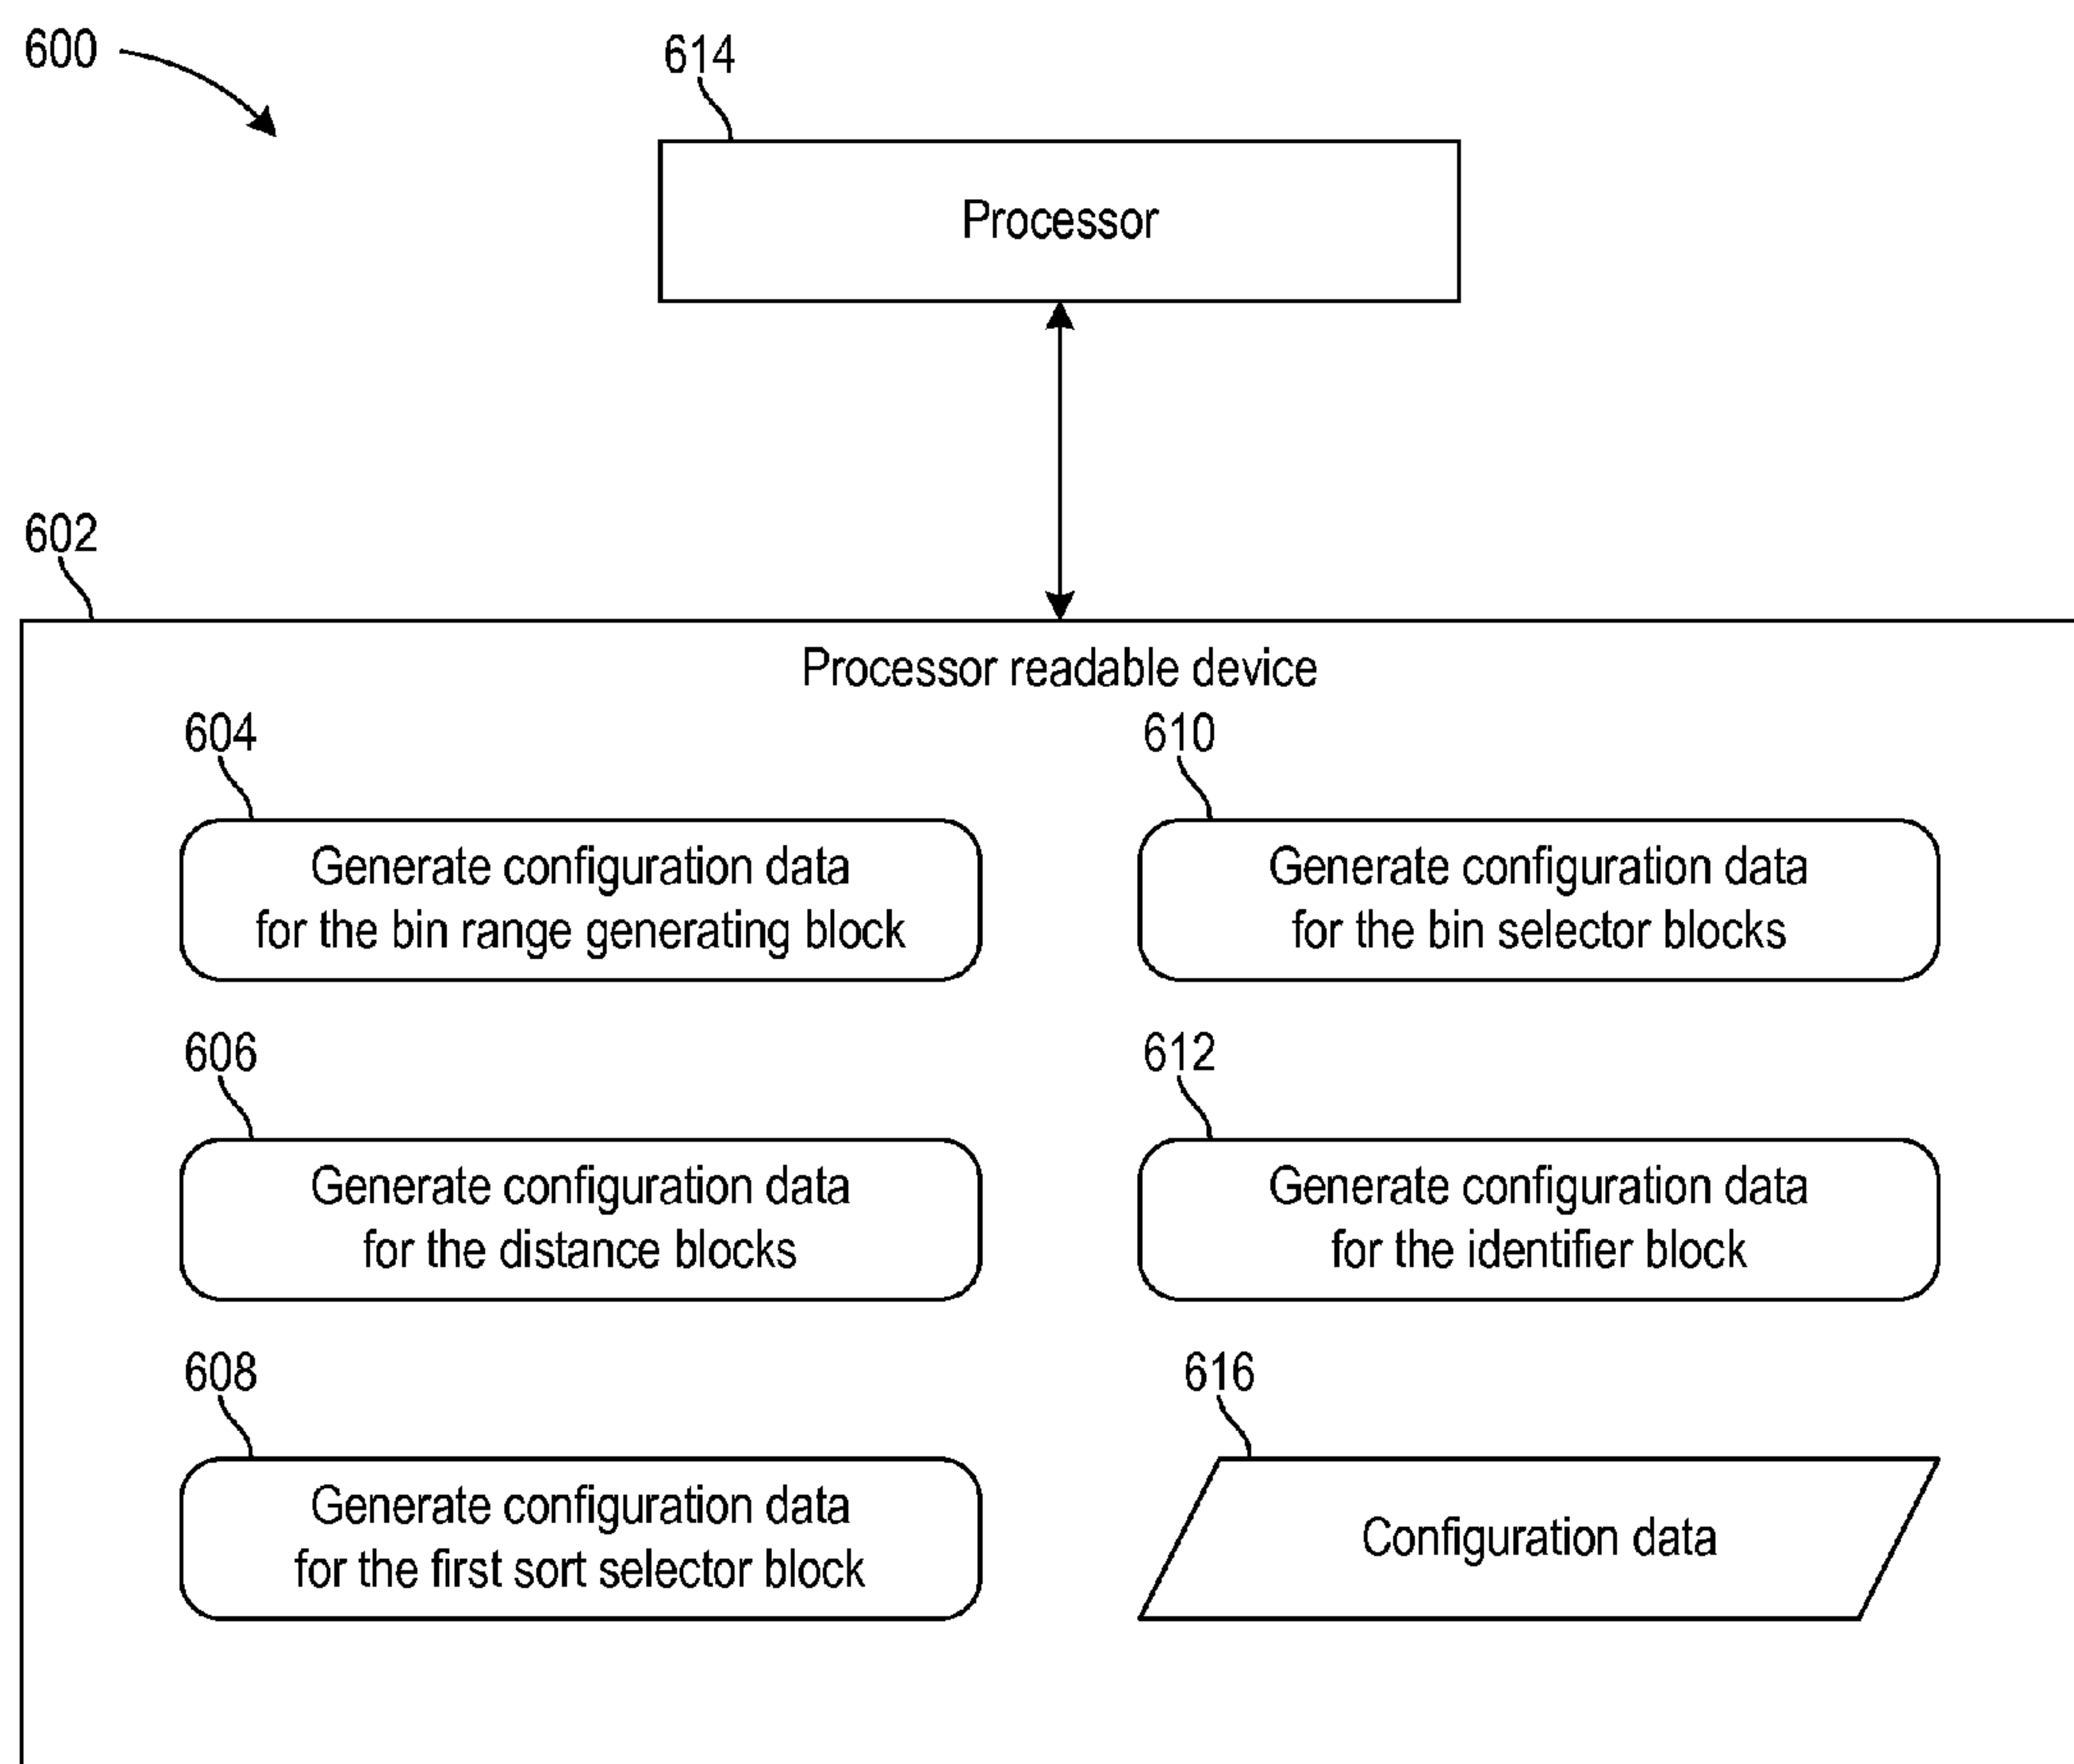 600
614
Processor
602
Processor readable device
604
Generate configuration data
for the bin range generating block
610
Generate configuration data
for the bin selector blocks
606
Generate configuration data
for the distance blocks
612
Generate configuration data
for the identifier block
608
Generate configuration data
for the first sort selector block
616
Configuration data